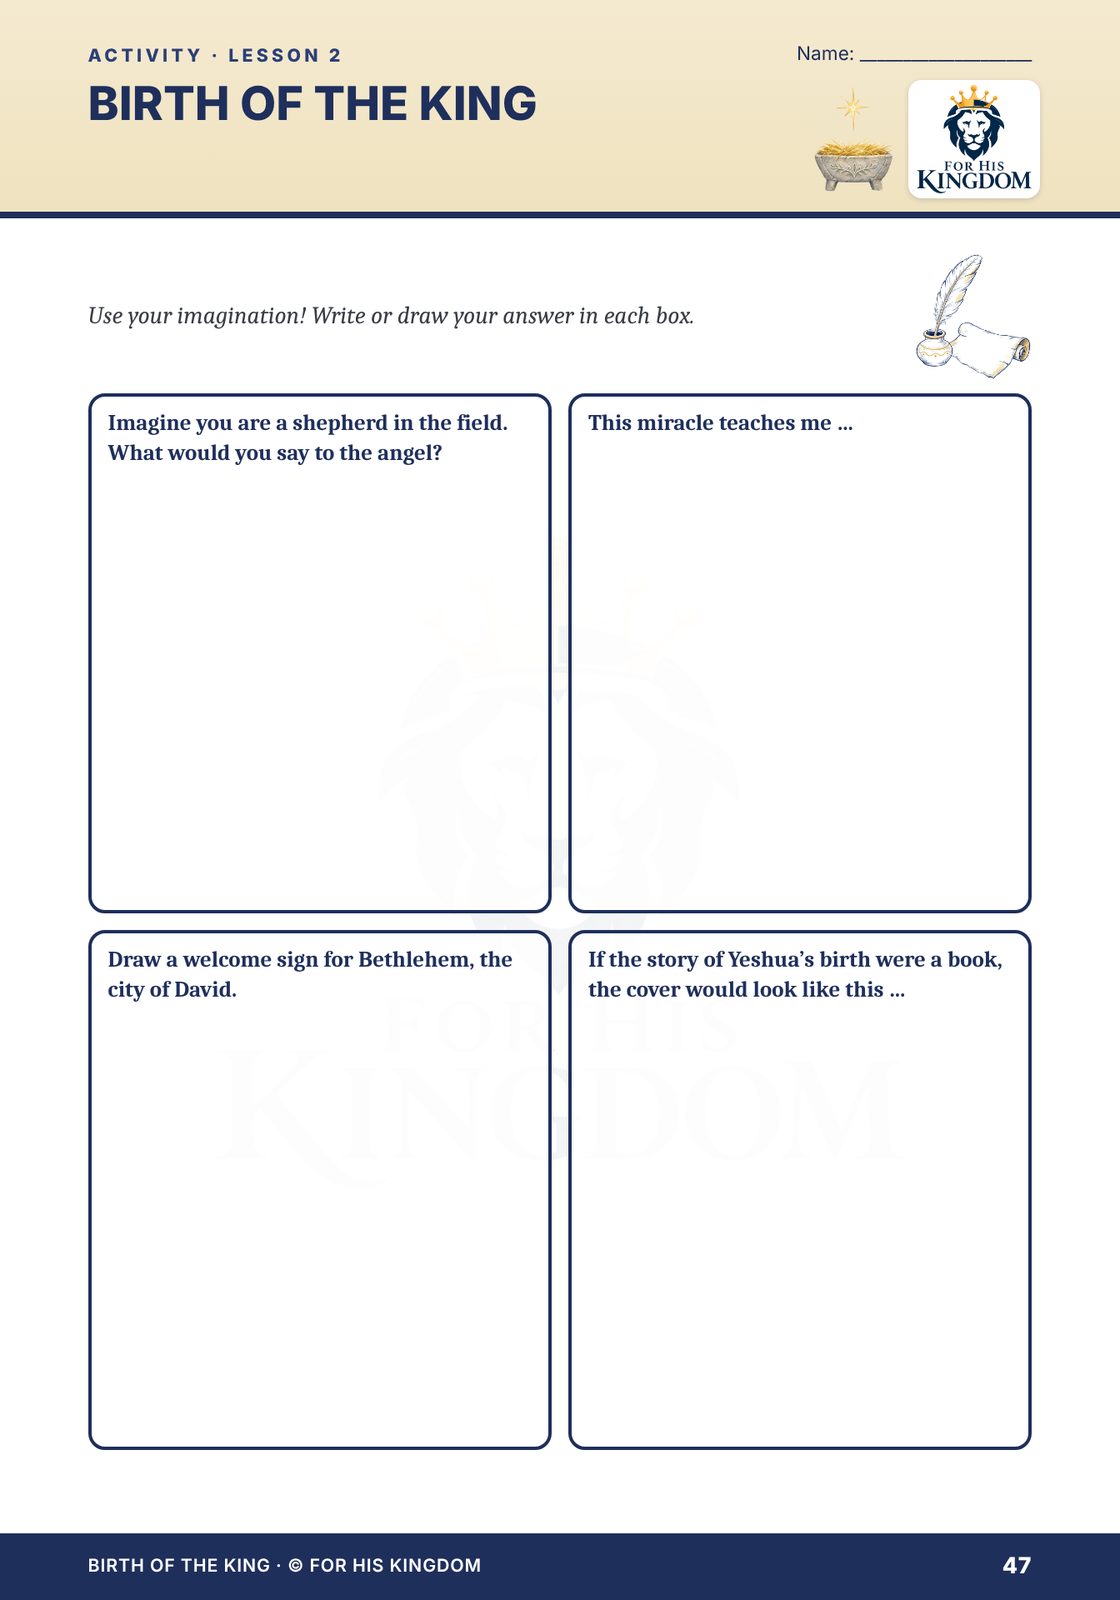 ACTIVITY · LESSON 2
Name: ___________________
BIRTH OF THE KING
FOR HIS
KINGDOM
Use your imagination! Write or draw your answer in each box.
Imagine you are a shepherd in the field.
What would you say to the angel?
This miracle teaches me ...
Draw a welcome sign for Bethlehem, the
city of David.
If the story of Yeshua’s birth were a book,
the cover would look like this ...
FOR HIS
KINGDOM
BIRTH OF THE KING · © FOR HIS KINGDOM
47